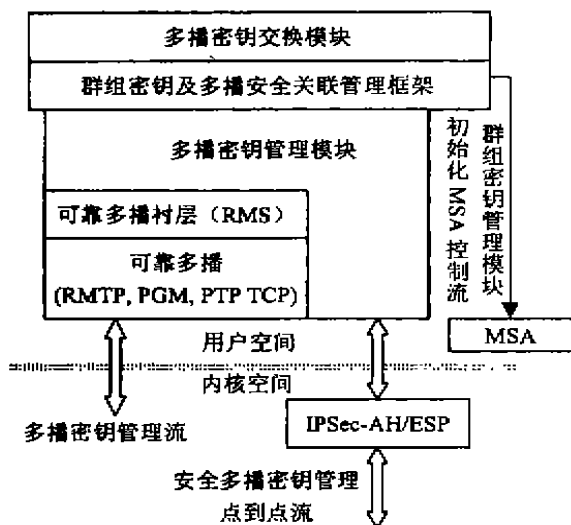 多播密钥交换模块
群组密钥及多播安全关联管理框架
多播密钥管理模块
可靠多播衬层（RMS）
可靠多播
(RMTP, PGM, PTP TCP)
群组密钥管理模块
初始化 MSA 控制流
MSA
用户空间
内核空间
多播密钥管理流
IPSec-AH/ESP
安全多播密钥管理
点到点流